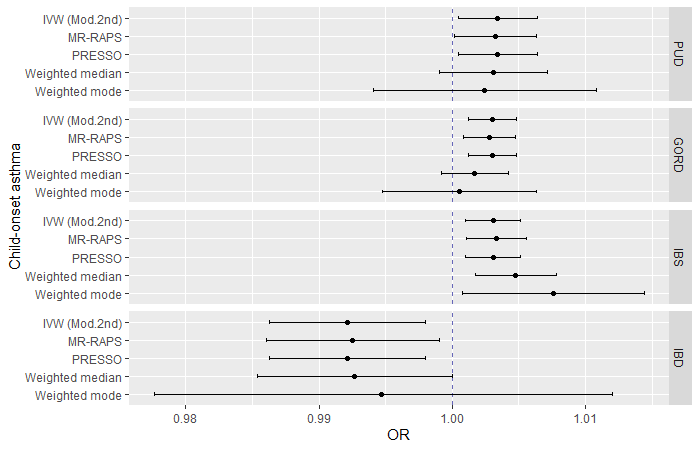 IVW (Mod.2nd)
MR-RAPS
PRESSO
Weighted median
Weighted mode
PUD
IVW (Mod.2nd)
MR-RAPS
PRESSO
Weighted median
Weighted mode
GORD
Child-onset asthma
IVW (Mod.2nd)
MR-RAPS
PRESSO
Weighted median
Weighted mode
IBS
IVW (Mod.2nd)
MR-RAPS
PRESSO
Weighted median
Weighted mode
IBD
0.98 0.99 1.00 1.01
OR